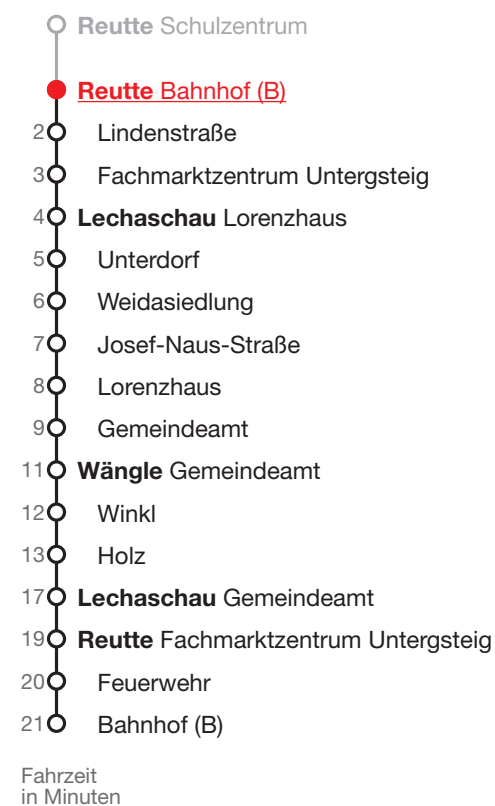 Reutte Schulzentrum
Reutte Bahnhof (B)
2 Lindenstraße
3 Fachmarktzentrum Untergsteig
4 Lechaschau Lorenzhaus
5 Unterdorf
6 Weidasiedlung
7 Josef-Naus-Straße
8 Lorenzhaus
9 Gemeindeamt
11 Wängle Gemeindeamt
12 Winkl
13 Holz
17 Lechaschau Gemeindeamt
19 Reutte Fachmarktzentrum Untergsteig
20 Feuerwehr
21 Bahnhof (B)
Fahrzeit
in Minuten